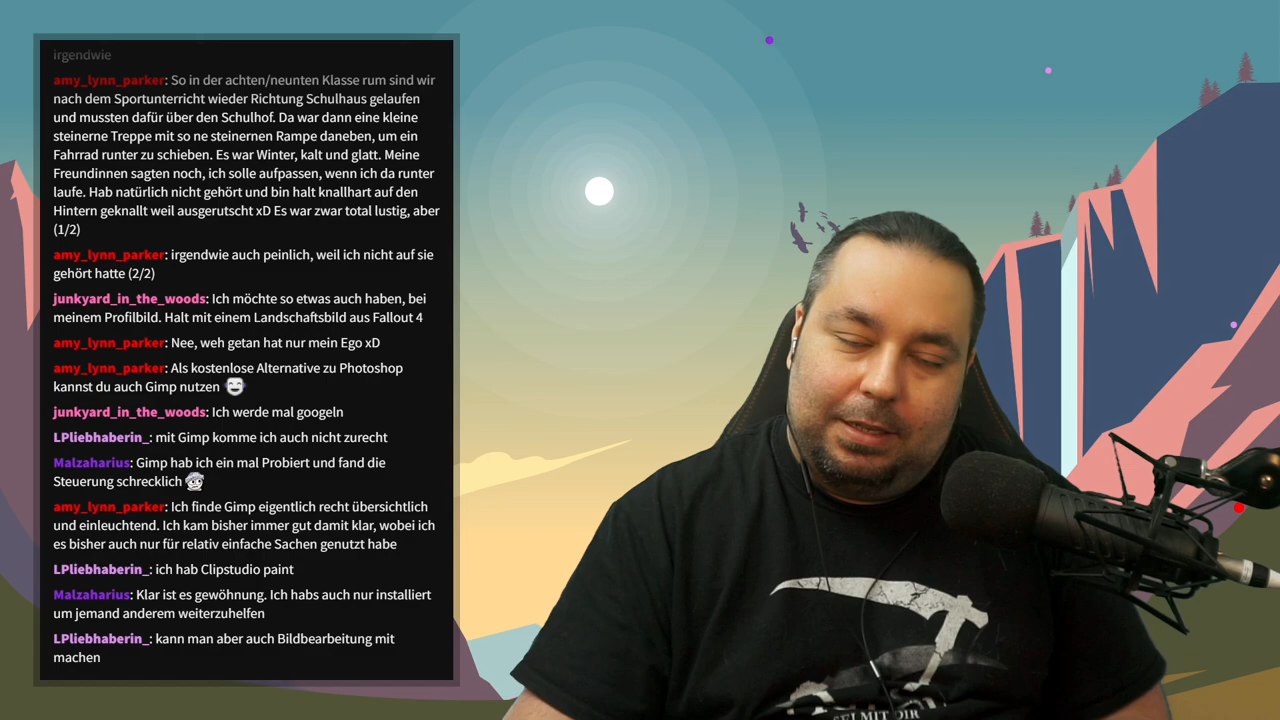 irgendwie
amy_lynn_parker: So in der achten/neunten Klasse rum sind wir
nach dem Sportunterricht wieder Richtung Schulhaus gelaufen
und mussten dafür über den Schulhof. Da war dann eine kleine
steinerne Treppe mit so ne steinernen Rampe daneben, um ein
Fahrrad runter zu schieben. Es war Winter, kalt und glatt. Meine
Freundinnen sagten noch, ich solle aufpassen, wenn ich da runter
laufe. Hab natürlich nicht gehört und bin halt knallhart auf den
Hintern geknallt weil ausgerutscht xD Es war zwar total lustig, aber
(1/2)
amy_lynn_parker: irgendwie auch peinlich, weil ich nicht auf sie
gehört hatte (2/2)
junkyard_in_the_woods: Ich möchte so etwas auch haben, bei
meinem Profilbild. Halt mit einem Landschaftsbild aus Fallout 4
amy_lynn_parker: Nee, weh getan hat nur mein Ego xD
amy_lynn_parker: Als kostenlose Alternative zu Photoshop
kannst du auch Gimp nutzen
junkyard_in_the_woods: Ich werde mal googeln
LPliebhaberin_: mit Gimp komme ich auch nicht zurecht
Malzaharius: Gimp hab ich ein mal Probiert und fand die
Steuerung schrecklich
amy_lynn_parker: Ich finde Gimp eigentlich recht übersichtlich
und einleuchtend. Ich kam bisher immer gut damit klar, wobei ich
es bisher auch nur für relativ einfache Sachen genutzt habe
LPliebhaberin_: ich hab Clipstudio paint
Malzaharius: Klar ist es gewöhnung. Ich habs auch nur installiert
um jemand anderem weiterzuhelfen
LPliebhaberin_: kann man aber auch Bildbearbeitung mit
machen
SEI MIT DIR